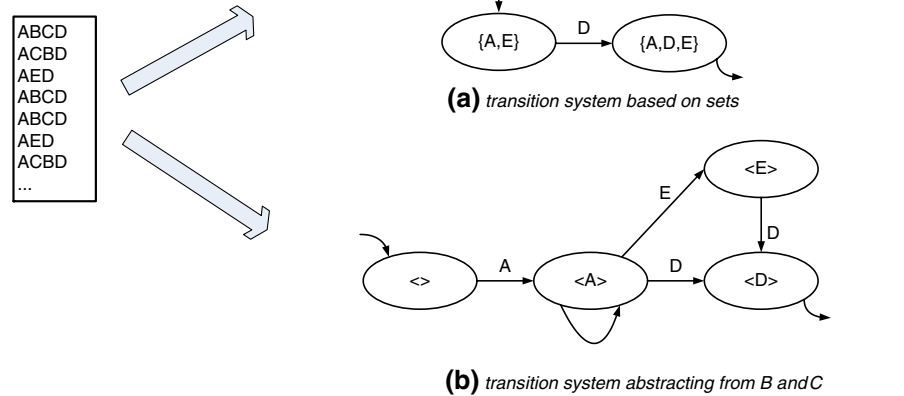 ABCD
ACBD
AED
ABCD
ABCD
AED
ACBD
...
{A,E}
D
{A,D,E}
(a) transition system based on sets
<E>
E
D
<>
A
<A>
D
<D>
(b) transition system abstracting from B and C